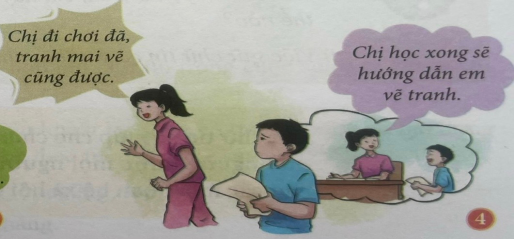 Chị đi chơi đã,
tranh mai vẽ
cũng được.
Chị học xong sẽ
hướng dẫn em
vẽ tranh.
4